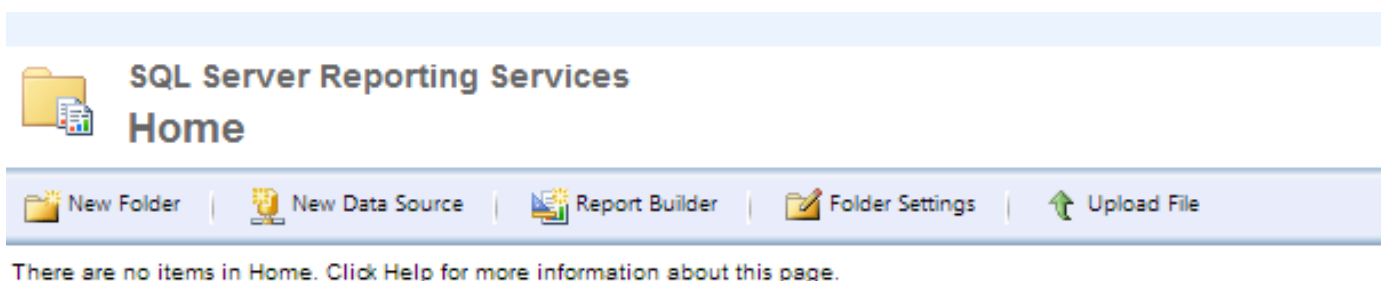 SQL Server Reporting Services
Home
New Folder | New Data Source | Report Builder | Folder Settings | Upload File
There are no items in Home. Click Help for more information about this page.